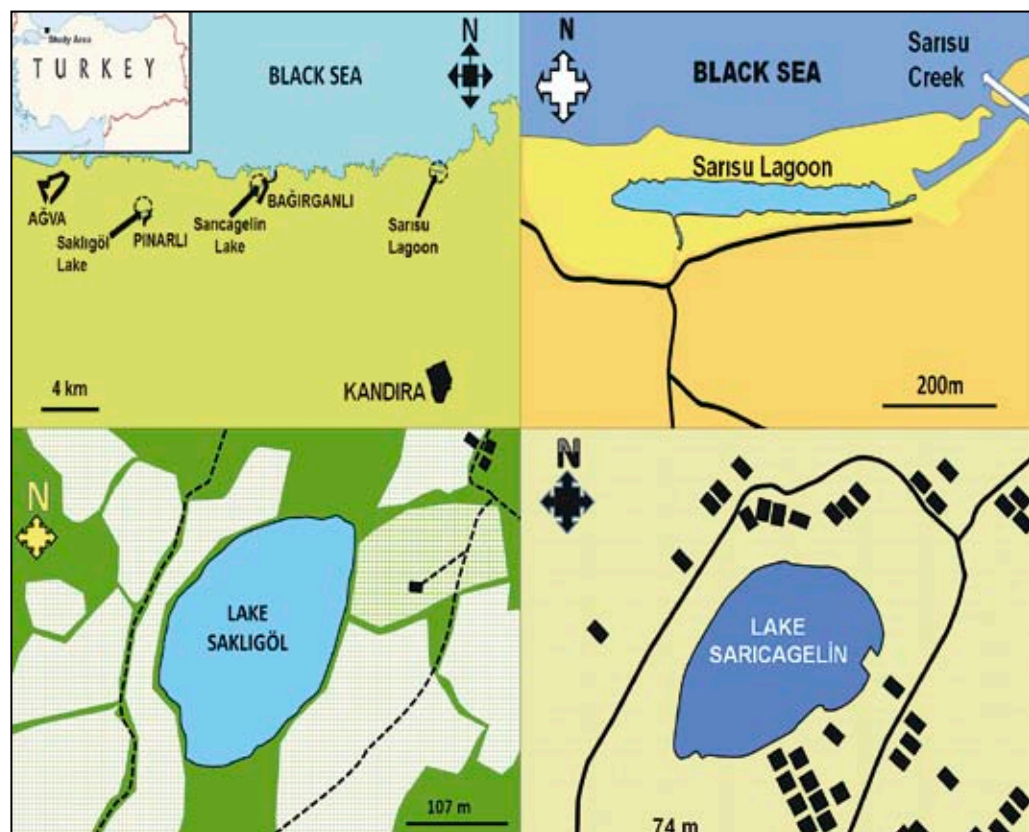 Study Area
TURKEY
BLACK SEA
N
AĞVA
Saklıgöl
Lake
PINARLI
Sarıcagelin
Lake
BAĞIRGANLI
Sarısu
Lagoon
4 km
KANDIRA
N
BLACK SEA
Sarısu
Creek
Sarısu Lagoon
200m
N
LAKE
SAKLIGÖL
107 m
N
LAKE
SARICAGELİN
74 m